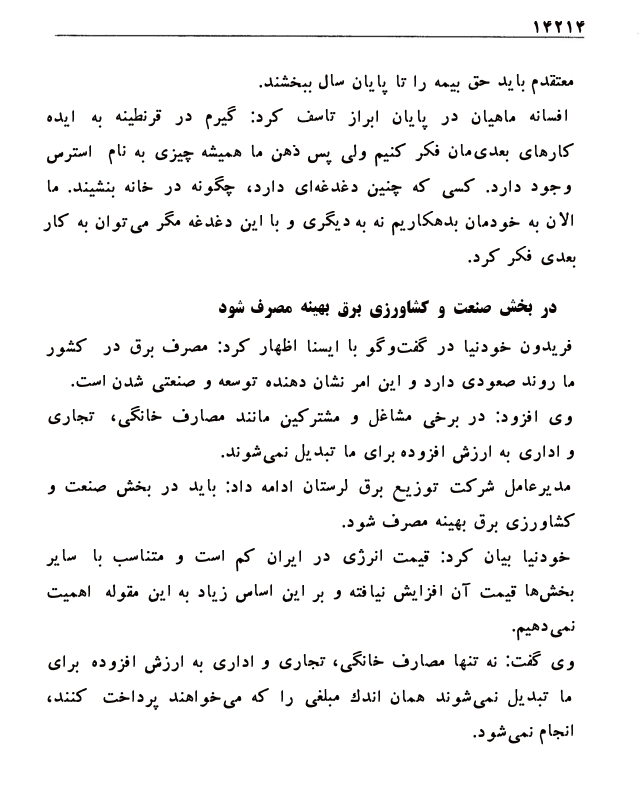 ۱۴۲۱۴
معتقدم باید حق بیمه را تا پایان سال ببخشند.
افسانه ماهیان در پایان ابراز تاسف کرد: گیرم در قرنطینه به ایده
کارهای بعدی‌مان فکر کنیم ولی پس ذهن ما همیشه چیزی به نام استرس
وجود دارد. کسی که چنین دغدغه‌ای دارد، چگونه در خانه بنشیند. ما
الان به خودمان بدهکاریم نه به دیگری و با این دغدغه مگر می‌توان به کار
بعدی فکر کرد.
در بخش صنعت و کشاورزی برق بهینه مصرف شود
فریدون خودنیا در گفت‌وگو با ایسنا اظهار کرد: مصرف برق در کشور
ما روند صعودی دارد و این امر نشان دهنده توسعه و صنعتی شدن است.
وی افزود: در برخی مشاغل و مشترکین مانند مصارف خانگی، تجاری
و اداری به ارزش افزوده برای ما تبدیل نمی‌شوند.
مدیرعامل شرکت توزیع برق لرستان ادامه داد: باید در بخش صنعت و
کشاورزی برق بهینه مصرف شود.
خودنیا بیان کرد: قیمت انرژی در ایران کم است و متناسب با سایر
بخش‌ها قیمت آن افزایش نیافته و بر این اساس زیاد به این مقوله اهمیت
نمی‌دهیم.
وی گفت: نه تنها مصارف خانگی، تجاری و اداری به ارزش افزوده برای
ما تبدیل نمی‌شوند همان اندك مبلغی را که می‌خواهند پرداخت کنند،
انجام نمی‌شود.